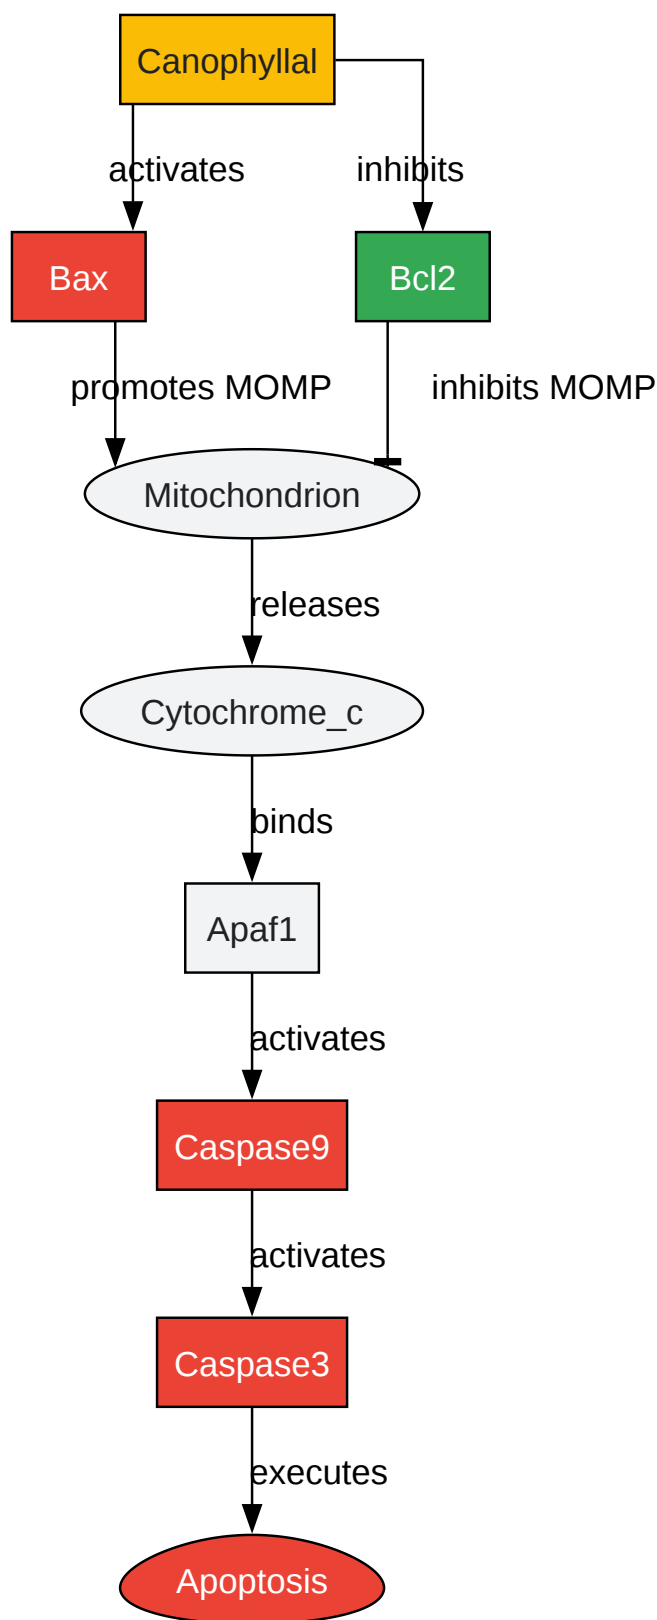 Canophyllal
activates
inhibits
Bax
Bcl2
promotes MOMP
inhibits MOMP
Mitochondrion
releases
Cytochrome_c
binds
Apaf1
activates
Caspase9
activates
Caspase3
executes
Apoptosis